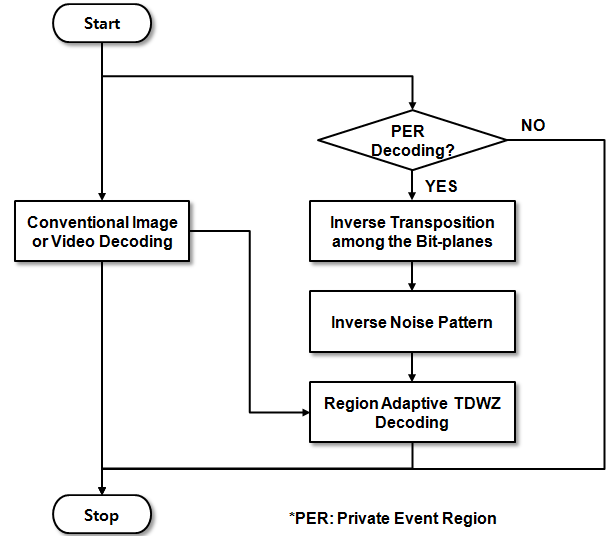 Start
PER
Decoding?
NO
YES
Conventional Image
or Video Decoding
Inverse Transposition
among the Bit-planes
Inverse Noise Pattern
Region Adaptive TDWZ
Decoding
Stop
*PER: Private Event Region